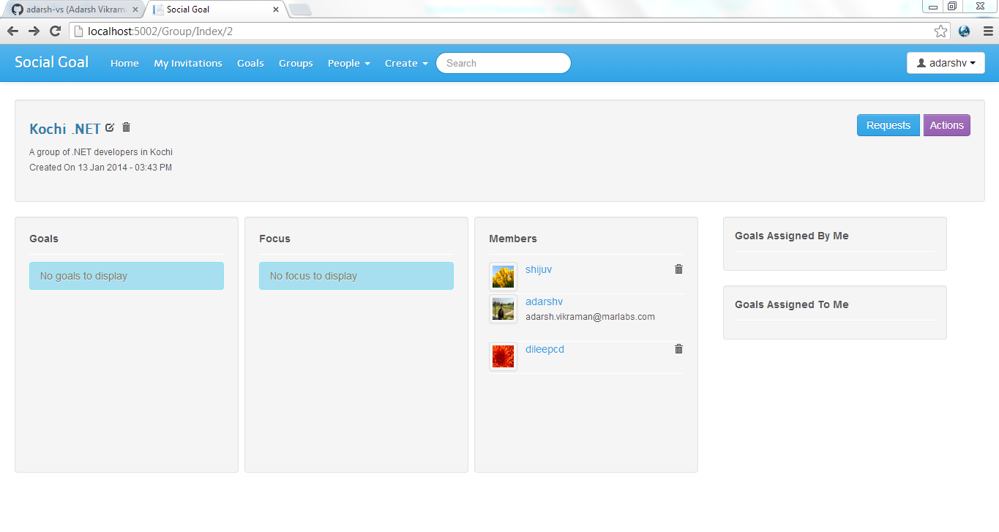 adarsh-vs (Adarsh Vikram
Social Goal
localhost:5002/Group/Index/2
Social Goal
Home
My Invitations
Goals
Groups
People
Create
Search
adarshv
Kochi .NET
Requests
Actions
A group of .NET developers in Kochi
Created On 13 Jan 2014 - 03:43 PM
Goals
No goals to display
Focus
No focus to display
Members
shijuv
adarshv
adarsh.vikraman@marlabs.com
dileepcd
Goals Assigned By Me
Goals Assigned To Me